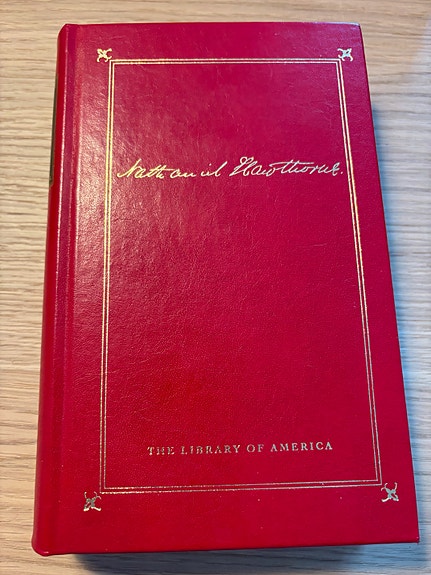 Nathaniel Hawthorne.
THE LIBRARY OF AMERICA